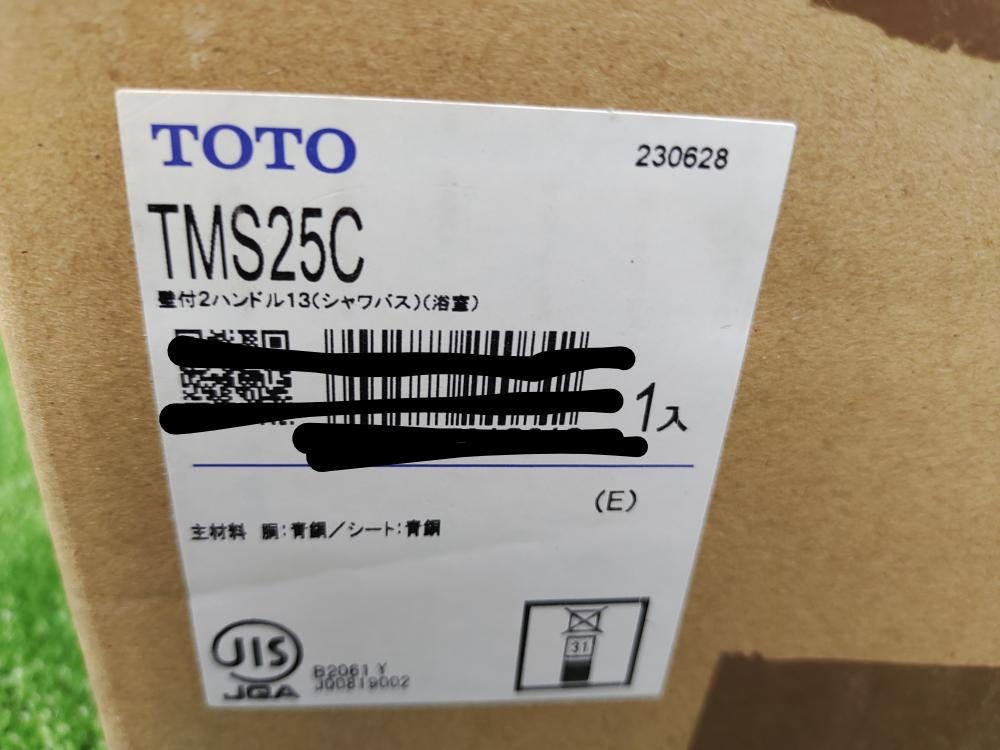 TOTO
230628
TMS25C
壁付2ハンドル13(シャワバス)(浴室)
1入
(E)
主材料 胴:青銅/シート:青銅
JIS
JQA
B2061 Y
JQ0819002
31